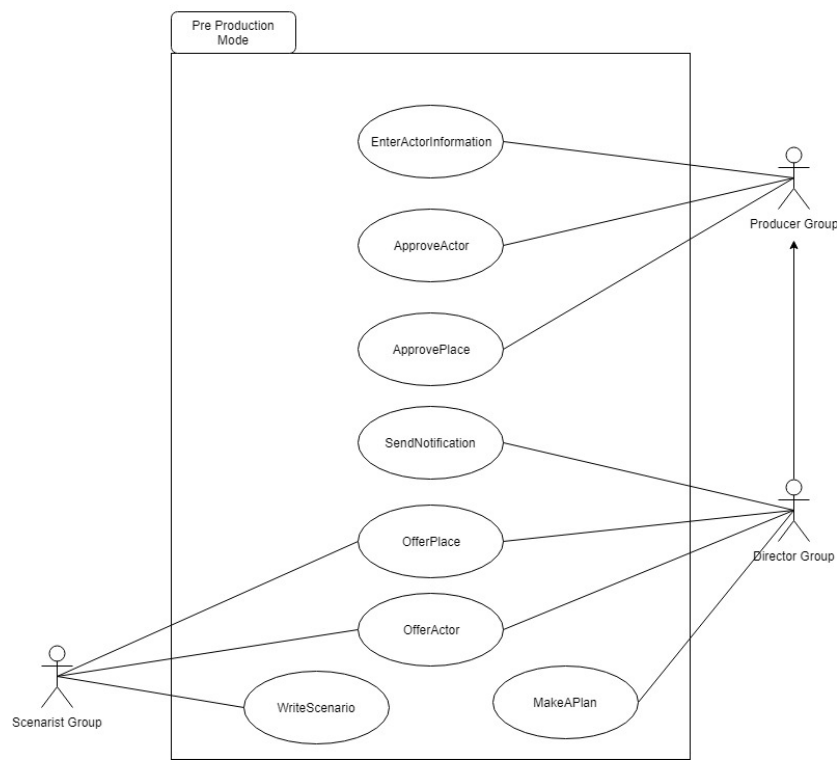 Pre Production
Mode
EnterActorInformation
Producer Group
ApproveActor
ApprovePlace
SendNotification
OfferPlace
Director Group
OfferActor
WriteScenario
MakeAPlan
Scenarist Group